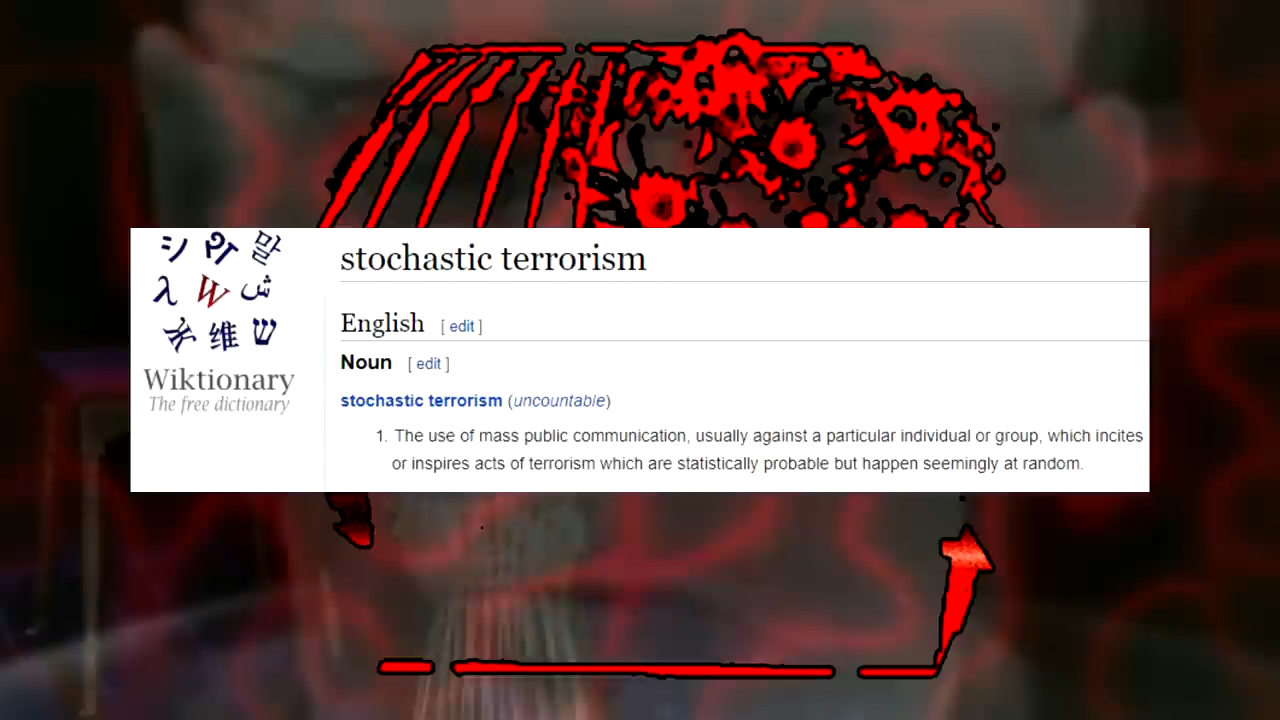 シ
말
λ W ش
维 ש
Wiktionary
The free dictionary
stochastic terrorism
English [ edit ]
Noun [ edit ]
stochastic terrorism (uncountable)
1. The use of mass public communication, usually against a particular individual or group, which incites
or inspires acts of terrorism which are statistically probable but happen seemingly at random.